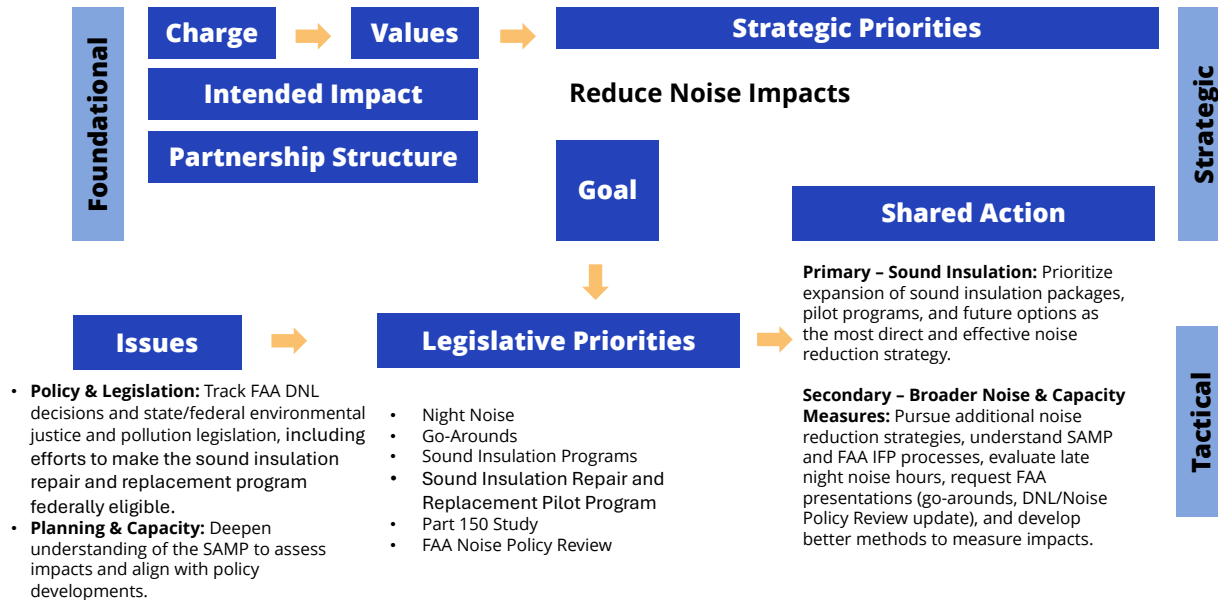 Foundational
Charge
Values
Strategic Priorities
Strategic
Intended Impact
Reduce Noise Impacts
Partnership Structure
Goal
Shared Action
Issues
• Policy & Legislation: Track FAA DNL
decisions and state/federal environmental
justice and pollution legislation, including
efforts to make the sound insulation
repair and replacement program
federally eligible.
• Planning & Capacity: Deepen
understanding of the SAMP to assess
impacts and align with policy
developments.
Legislative Priorities
• Night Noise
• Go-Arounds
• Sound Insulation Programs
• Sound Insulation Repair and
Replacement Pilot Program
• Part 150 Study
• FAA Noise Policy Review
Primary – Sound Insulation: Prioritize
expansion of sound insulation packages,
pilot programs, and future options as
the most direct and effective noise
reduction strategy.
Secondary – Broader Noise & Capacity
Measures: Pursue additional noise
reduction strategies, understand SAMP
and FAA IFP processes, evaluate late
night noise hours, request FAA
presentations (go-arounds, DNL/Noise
Policy Review update), and develop
better methods to measure impacts.
Tactical